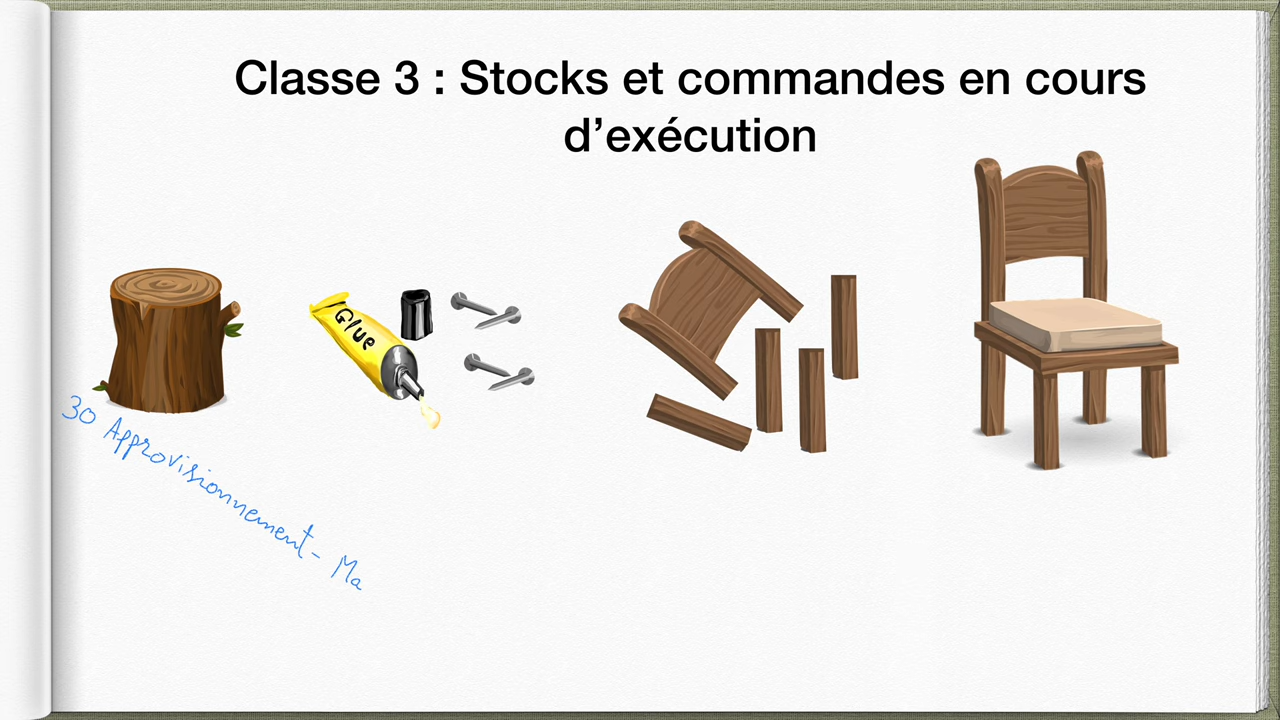 Classe 3 : Stocks et commandes en cours
d’exécution
Glue
30 Approvisionnement - Ma